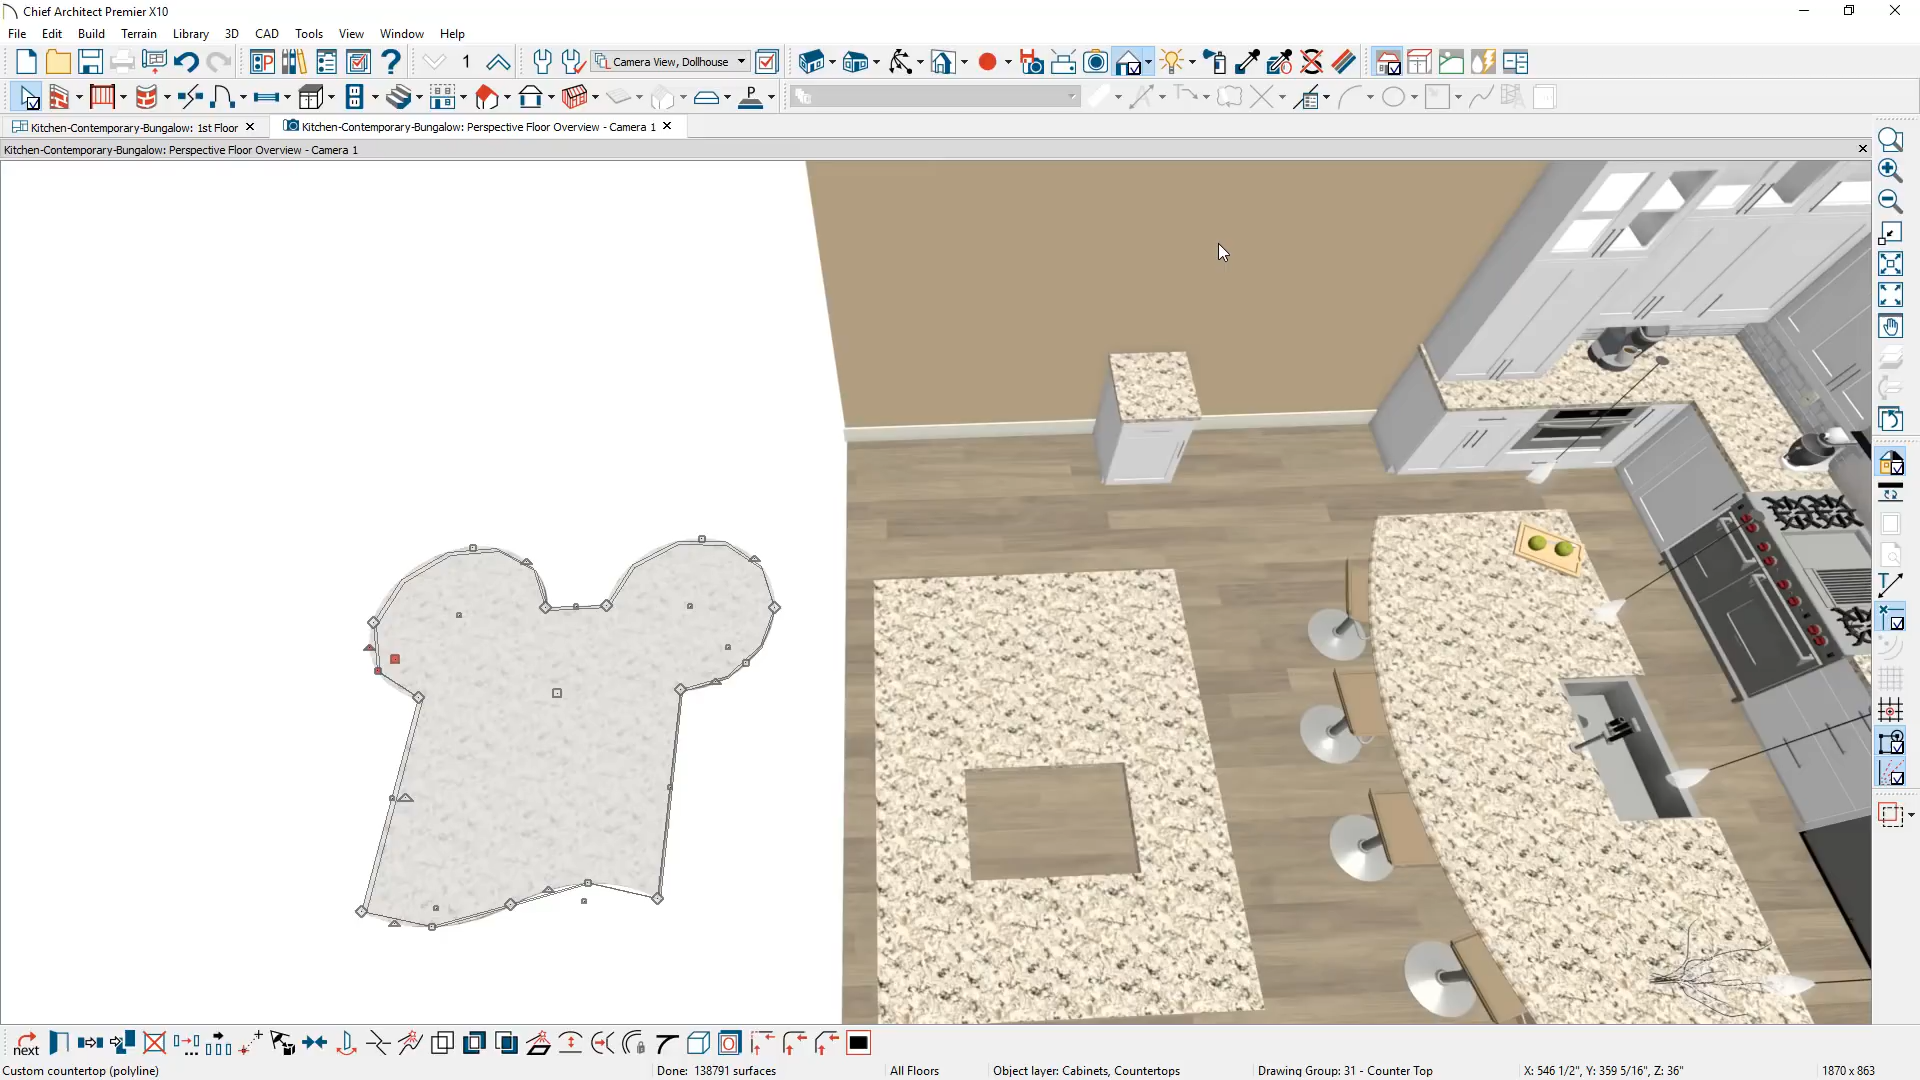 Chief Architect Premier X10
File Edit Build Terrain Library 3D Tools View Window Help
1 Camera View, Dollhouse
Kitchen-Contemporary-Bungalow: 1st Floor Kitchen-Contemporary-Bungalow: Perspective Floor Overview - Camera 1
Kitchen-Contemporary-Bungalow: Perspective Floor Overview - Camera 1
next
Custom countertop (polyline) Done: 138791 surfaces All Floors Object layer: Cabinets, Countertops Drawing Group: 31 - Counter Top X: 546 1/2", Y: 359 5/16", Z: 36" 1870 x 863